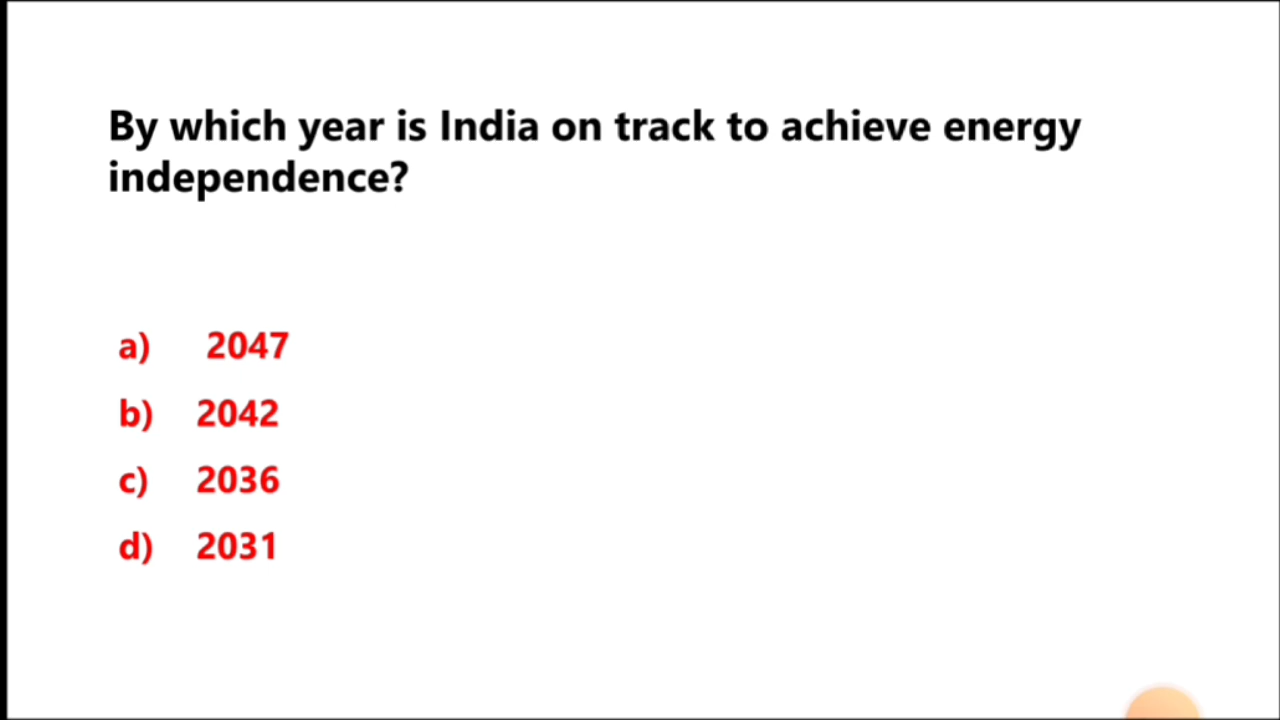 By which year is India on track to achieve energy
independence?
a) 2047
b) 2042
c) 2036
d) 2031